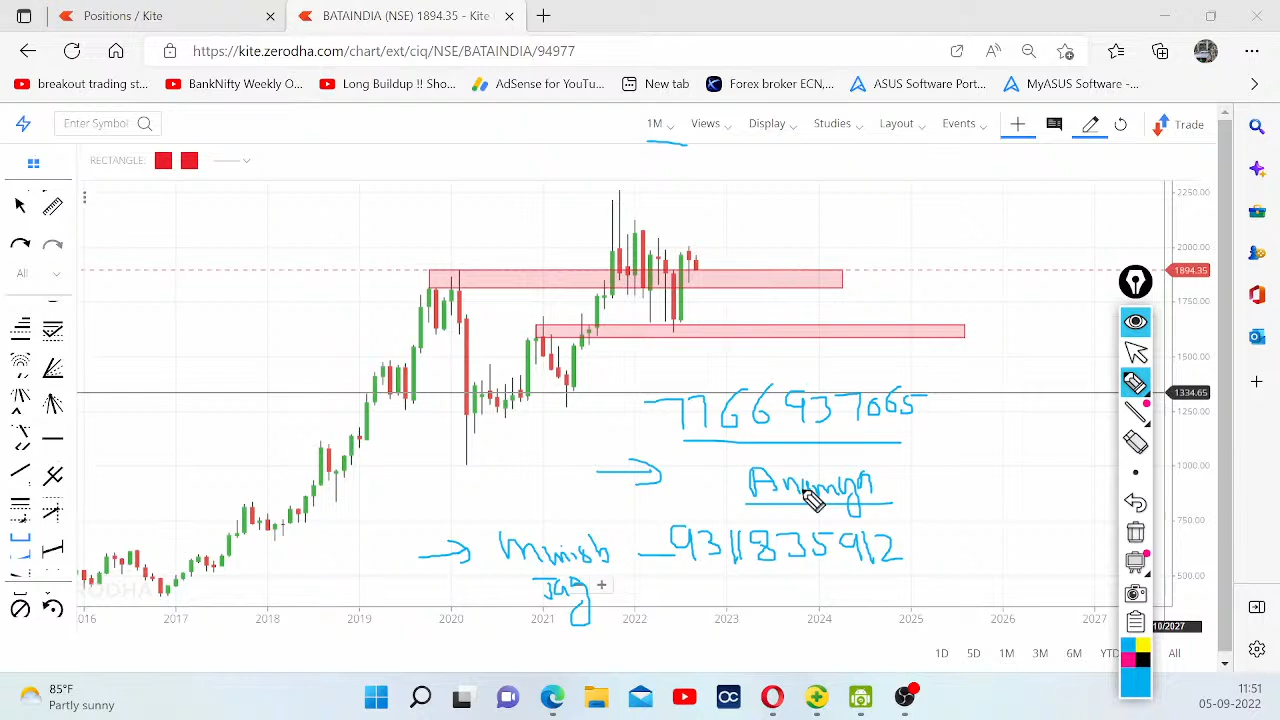 Positions / Kite
BATAINDIA (NSE) 1894.35 - Kite
https://kite.zerodha.com/chart/ext/ciq/NSE/BATAINDIA/94977
breakout trading st...
BankNifty Weekly O...
Long Buildup !! Sho...
AdSense for YouTu...
New tab
Forex broker ECN,...
ASUS Software Port...
MyASUS Software -...
Enter Symbol
1M Views Display Studies Layout Events Trade
RECTANGLE:
All
2250.00
2000.00
1894.35
1750.00
1500.00
1334.65
1250.00
1000.00
750.00
500.00
7766937065
9311835912
016 2017 2018 2019 2020 2021 2022 2023 2024 2025 2026 2027
10/2027
1D 5D 1M 3M 6M YTD All
85°F
Partly sunny
11:51
05-09-2022